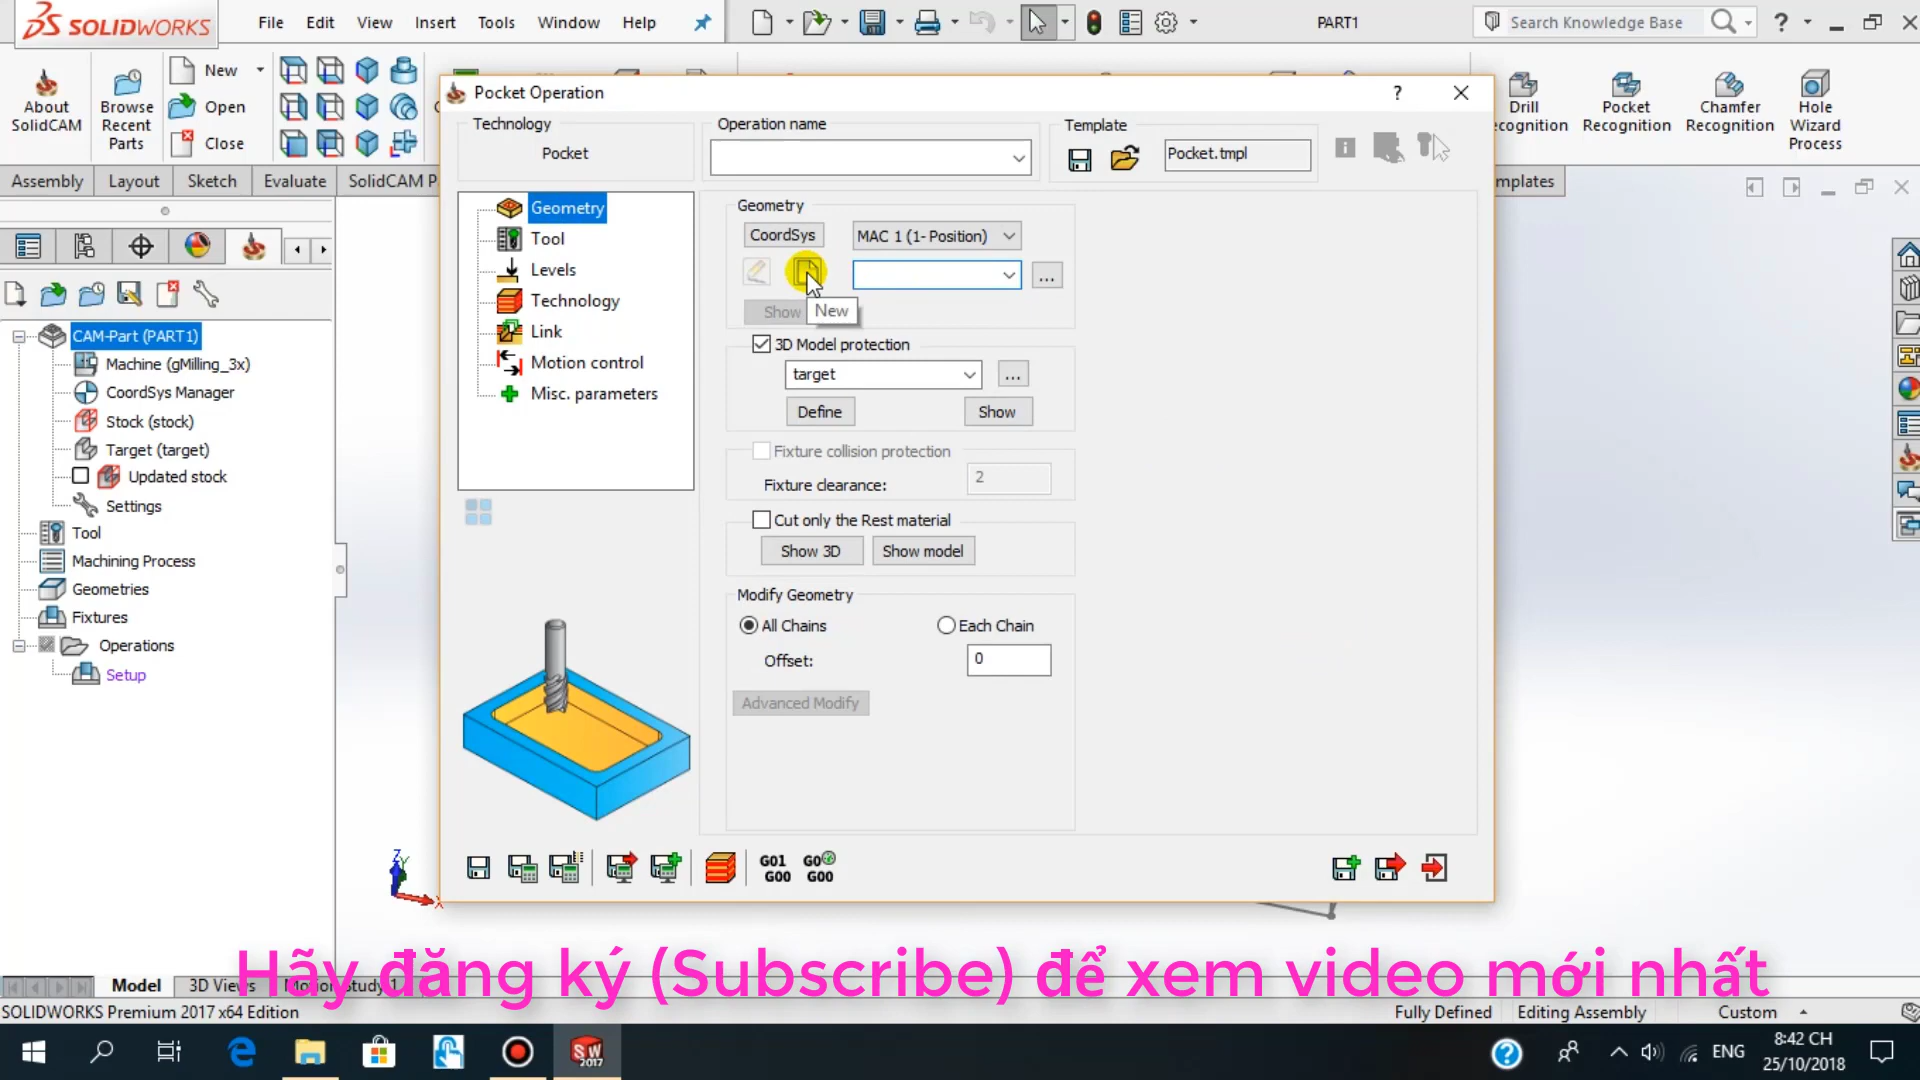 SOLIDWORKS
File Edit View Insert Tools Window Help
PART1
Search Knowledge Base
About SolidCAM
Browse Recent Parts
New
Open
Close
Drill
ecognition
Pocket Recognition
Chamfer Recognition
Hole Wizard Process
Assembly Layout Sketch Evaluate SolidCAM P
mplates
CAM-Part (PART1)
Machine (gMilling_3x)
CoordSys Manager
Stock (stock)
Target (target)
Updated stock
Settings
Tool
Machining Process
Geometries
Fixtures
Operations
Setup
Pocket Operation
?
Technology
Pocket
Operation name
Template
Pocket.tmpl
Geometry
Tool
Levels
Technology
Link
Motion control
Misc. parameters
Geometry
CoordSys
MAC 1 (1- Position)
...
Show
New
3D Model protection
target
...
Define
Show
Fixture collision protection
Fixture clearance:
2
Cut only the Rest material
Show 3D
Show model
Modify Geometry
All Chains
Each Chain
Offset:
0
Advanced Modify
G01
G00
G0
G00
Z
Y
X
Hãy đăng ký (Subscribe) để xem video mới nhất
Model 3D Views Motion Study 1
SOLIDWORKS Premium 2017 x64 Edition
Fully Defined
Editing Assembly
Custom
SW
2017
ENG
8:42 CH
25/10/2018